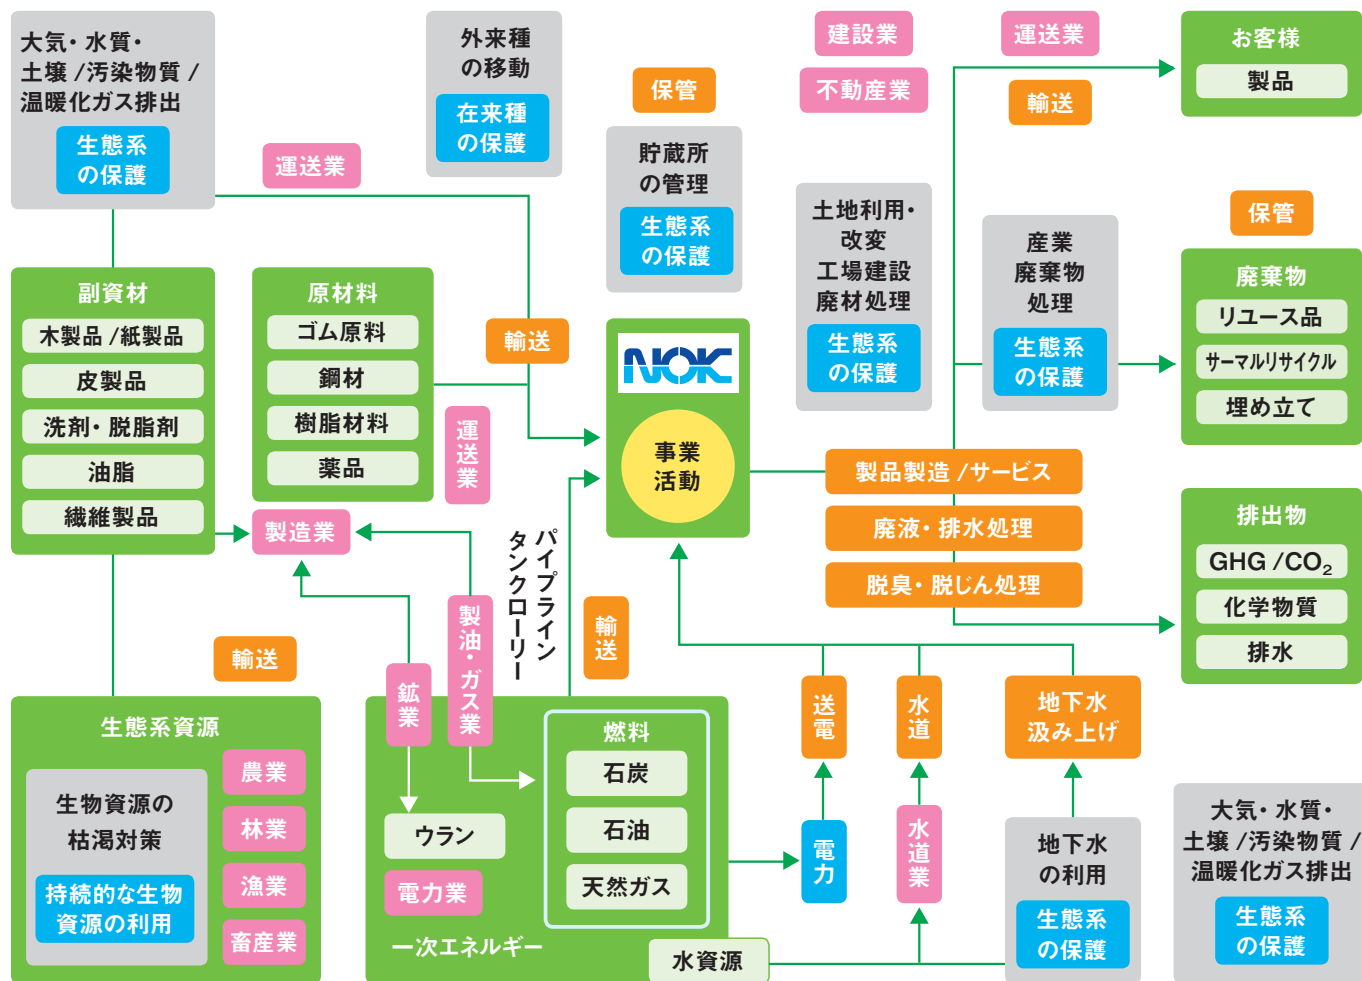 大気・水質・
土壌/汚染物質/
温暖化ガス排出
生態系
の保護
運送業
外来種
の移動
在来種
の保護
保管
貯蔵所
の管理
生態系
の保護
建設業
不動産業
土地利用・
改変
工場建設
廃材処理
生態系
の保護
運送業
輸送
お客様
製品
産業
廃棄物
処理
生態系
の保護
保管
廃棄物
リユース品
サーマルリサイクル
埋め立て
副資材
木製品/紙製品
皮製品
洗剤・脱脂剤
油脂
繊維製品
原材料
ゴム原料
鋼材
樹脂材料
薬品
輸送
運送業
製造業
NOK
事業
活動
製品製造/サービス
廃液・排水処理
脱臭・脱じん処理
排出物
GHG/CO₂
化学物質
排水
パイプライン
タンクローリー
輸送
製油・ガス業
鉱業
輸送
生態系資源
生物資源の
枯渇対策
持続的な生物
資源の利用
農業
林業
漁業
畜産業
燃料
石炭
石油
天然ガス
ウラン
電力業
一次エネルギー
水資源
送電
電力
水道
水道業
地下水
汲み上げ
地下水
の利用
生態系
の保護
大気・水質・
土壌/汚染物質/
温暖化ガス排出
生態系
の保護